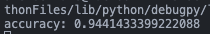 thonFiles/lib/python/debugpy/
accuracy: 0.9441433399222088